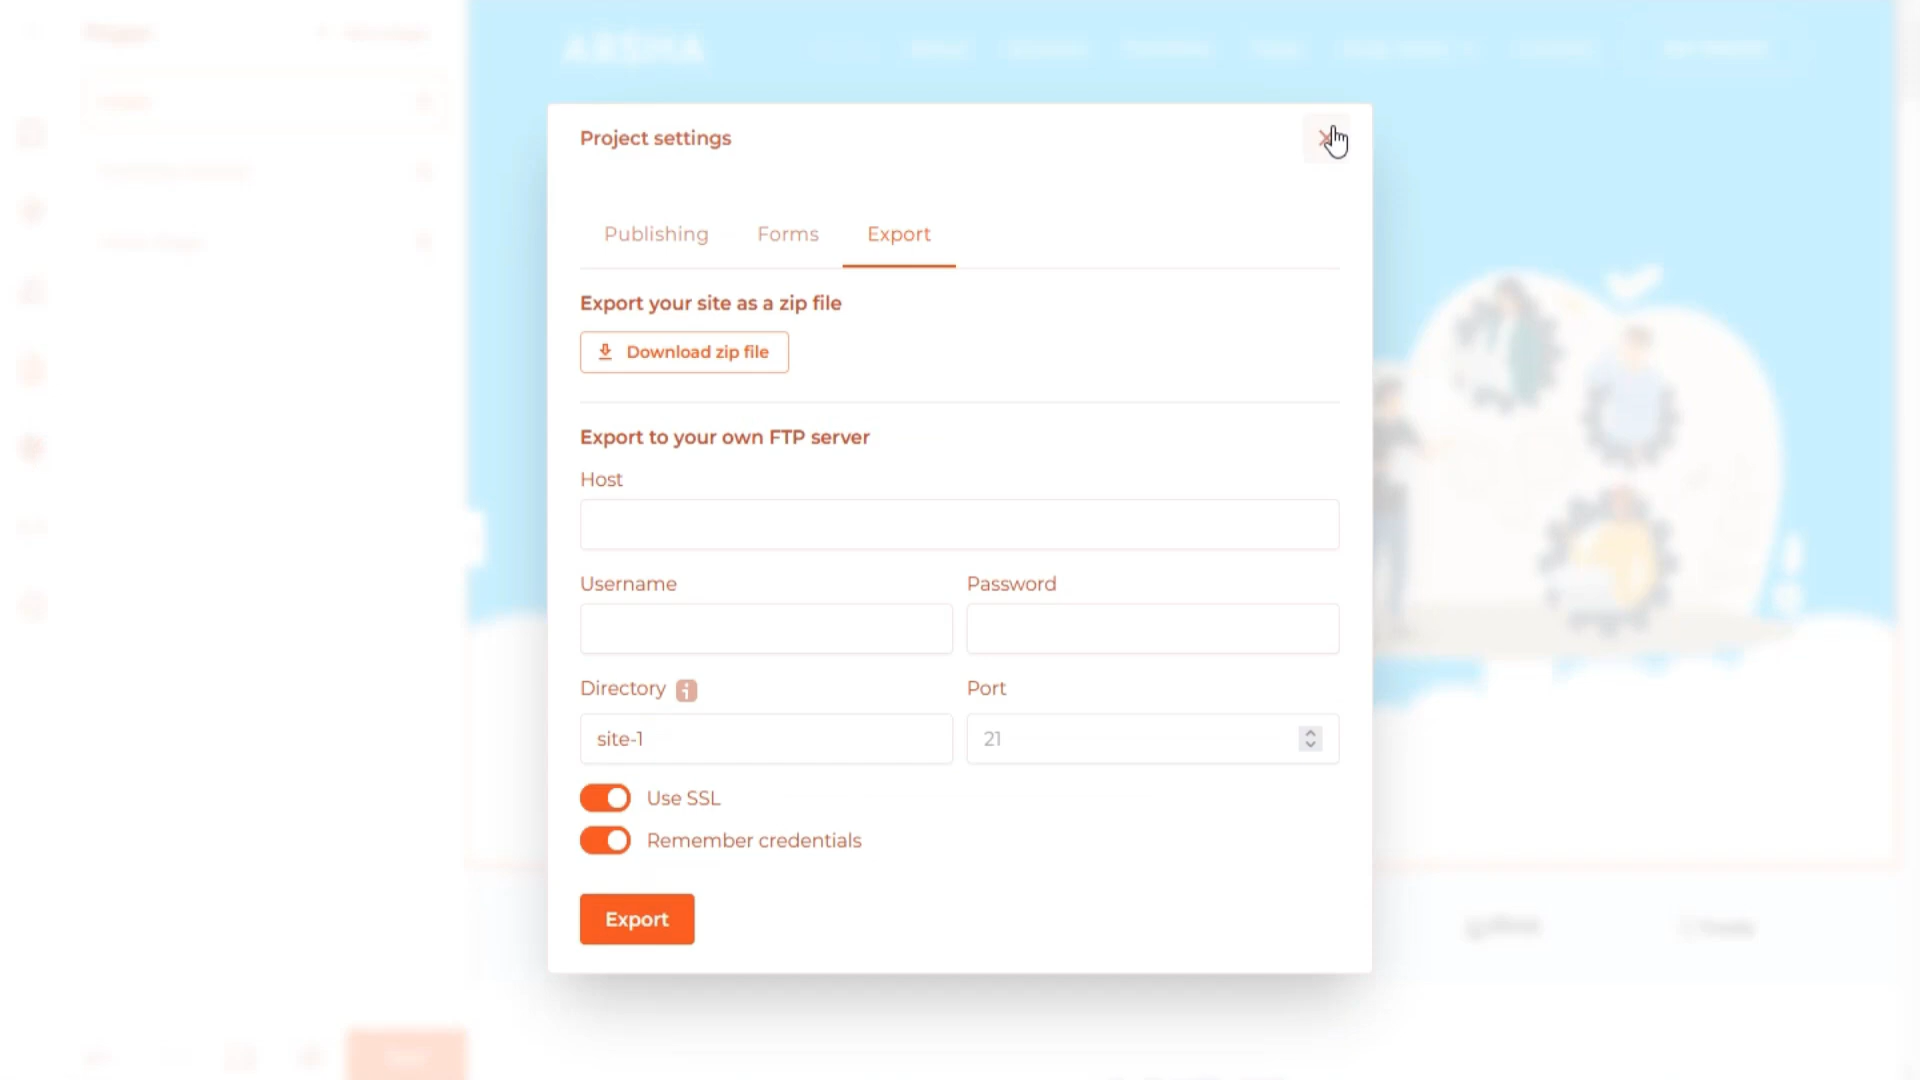 ARSHA
Project settings
Publishing
Forms
Export
Export your site as a zip file
Download zip file
Export to your own FTP server
Host
Username
Password
Directory
Port
site-1
21
Use SSL
Remember credentials
Export